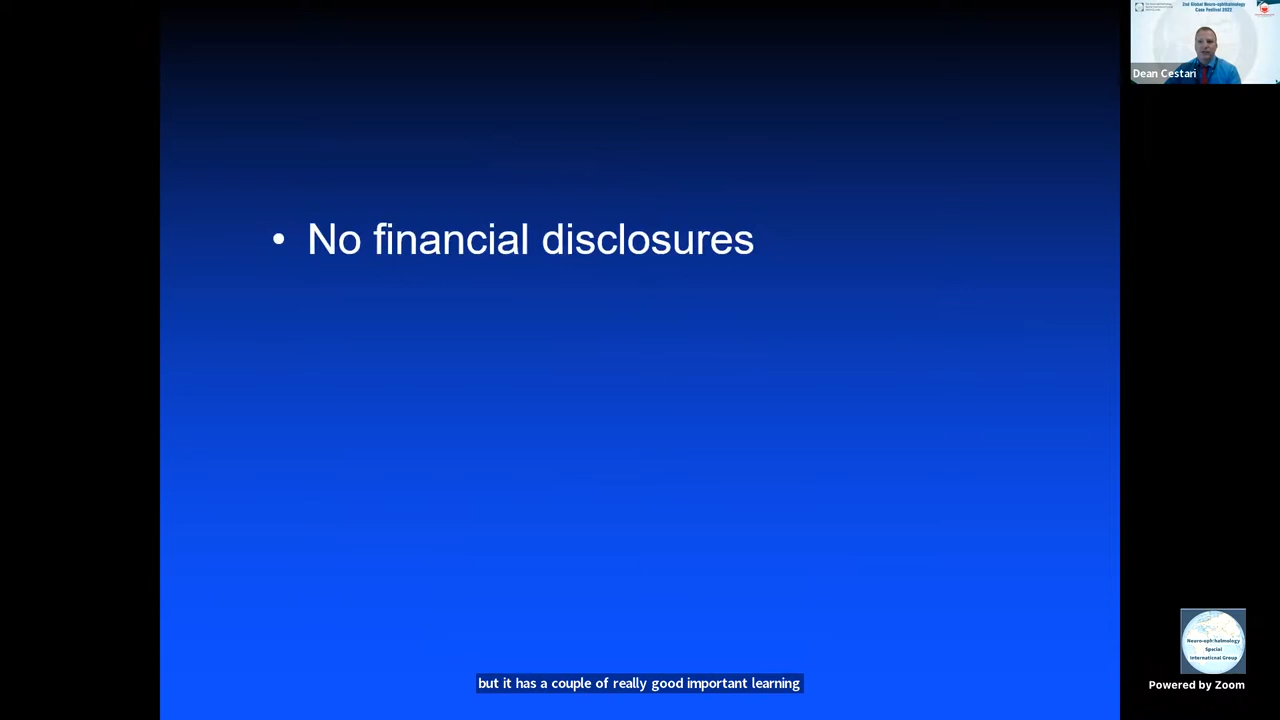 2nd Global Neuro-ophthalmology
Case Festival 2022
Dean Cestari
• No financial disclosures
Neuro-ophthalmology
Special
International Group
Powered by Zoom
but it has a couple of really good important learning